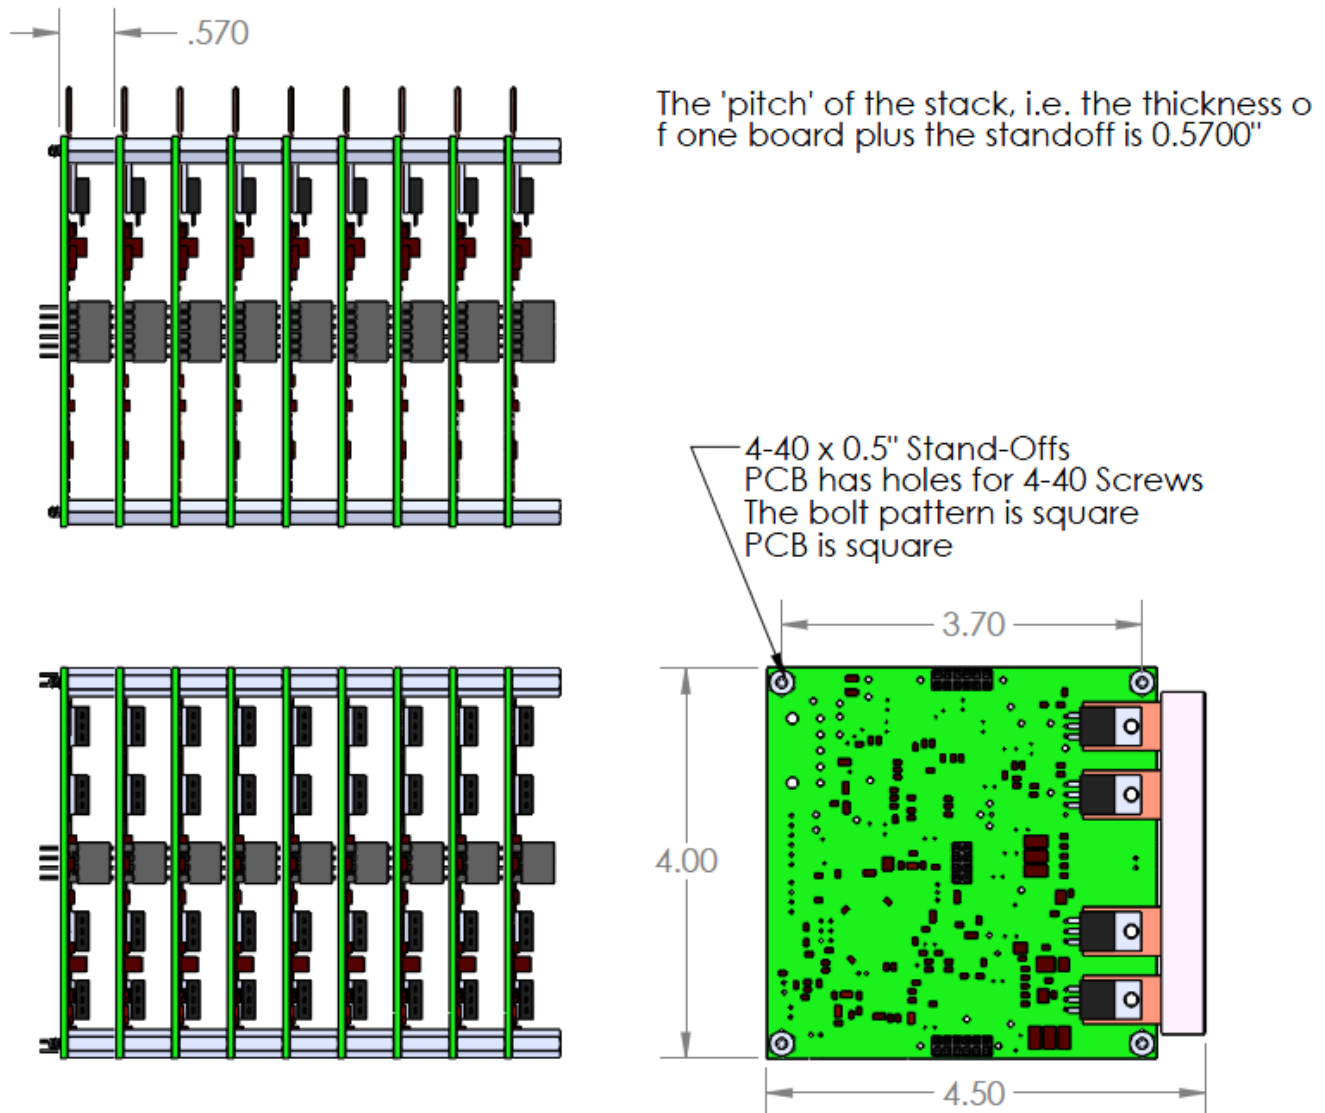 .570
The 'pitch' of the stack, i.e. the thickness o
f one board plus the standoff is 0.5700"
4-40 x 0.5" Stand-Offs
PCB has holes for 4-40 Screws
The bolt pattern is square
PCB is square
3.70
4.00
4.50